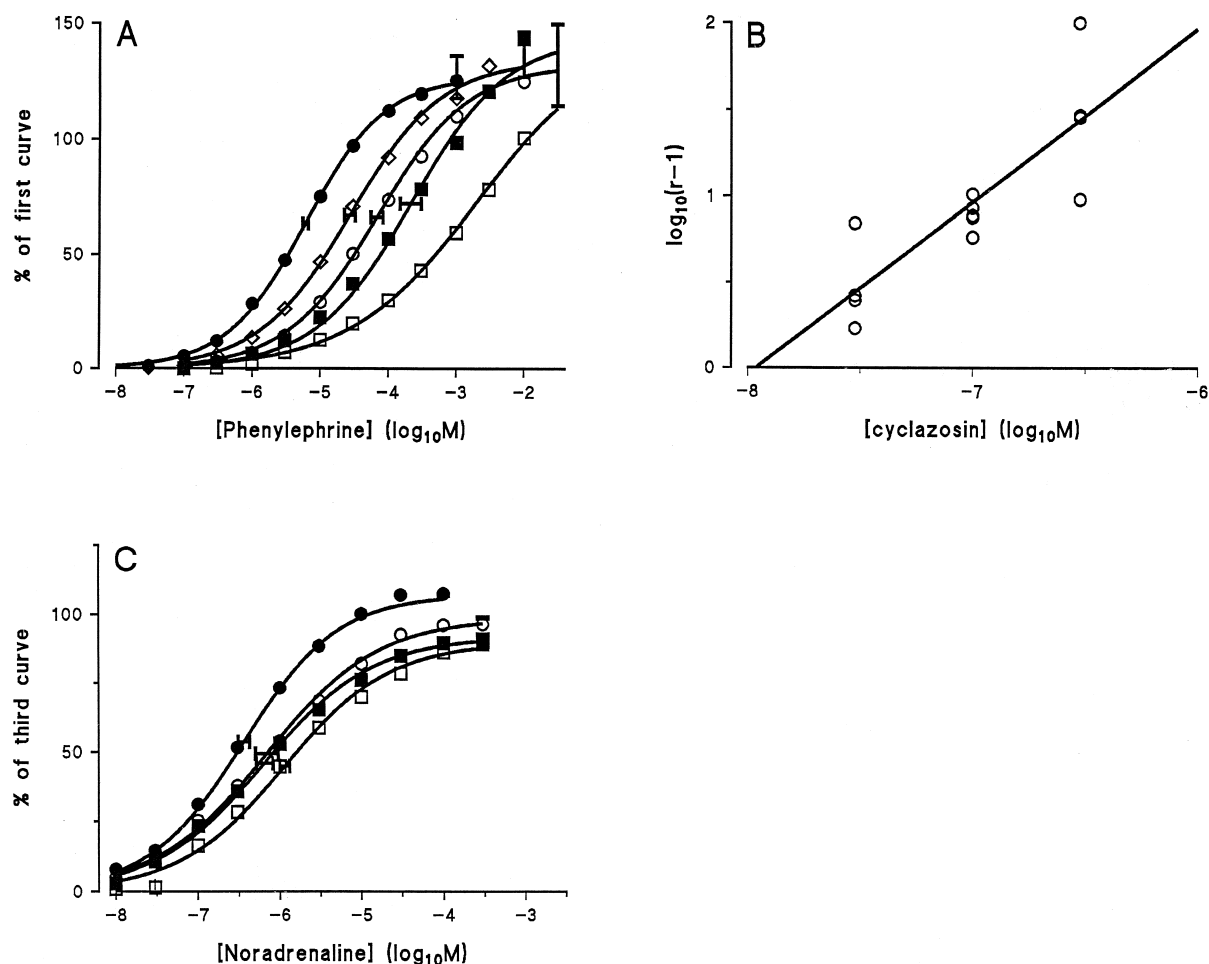 A
150
100
50
0
% of first curve
−8 −7 −6 −5 −4 −3 −2
[Phenylephrine] (log10M)
B
2
1
0
log10(r−1)
−8 −7 −6
[cyclazosin] (log10M)
C
100
50
0
% of third curve
−8 −7 −6 −5 −4 −3
[Noradrenaline] (log10M)